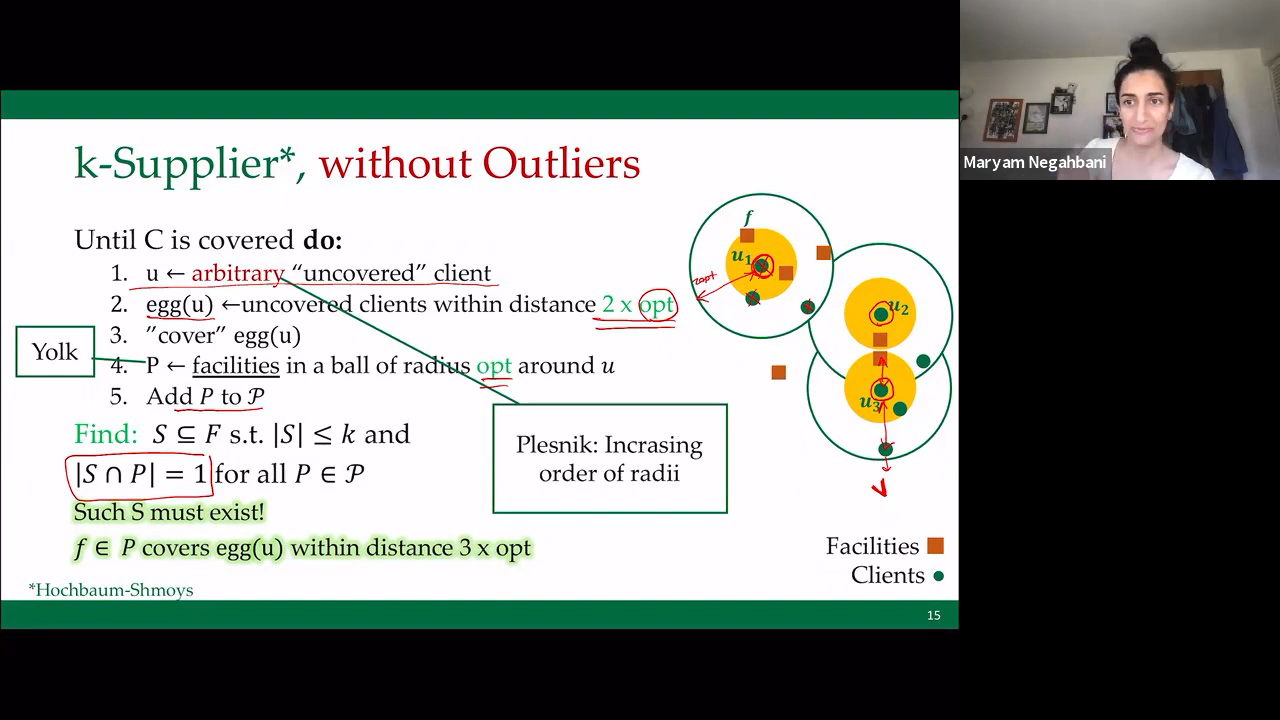 k-Supplier*, without Outliers
Until C is covered do:
1. u ← arbitrary “uncovered” client
2. egg(u) ←uncovered clients within distance 2 x opt
3. ”cover” egg(u)
4. P ← facilities in a ball of radius opt around u
5. Add P to 𝒫
Find: S ⊆ F s.t. |S| ≤ k and
|S ∩ P| = 1 for all P ∈ 𝒫
Such S must exist!
f ∈ P covers egg(u) within distance 3 x opt
*Hochbaum-Shmoys
Yolk
Plesnik: Incrasing
order of radii
f
u₁
2opt
u₂
u₃
v
Facilities
Clients
15
Maryam Negahbani